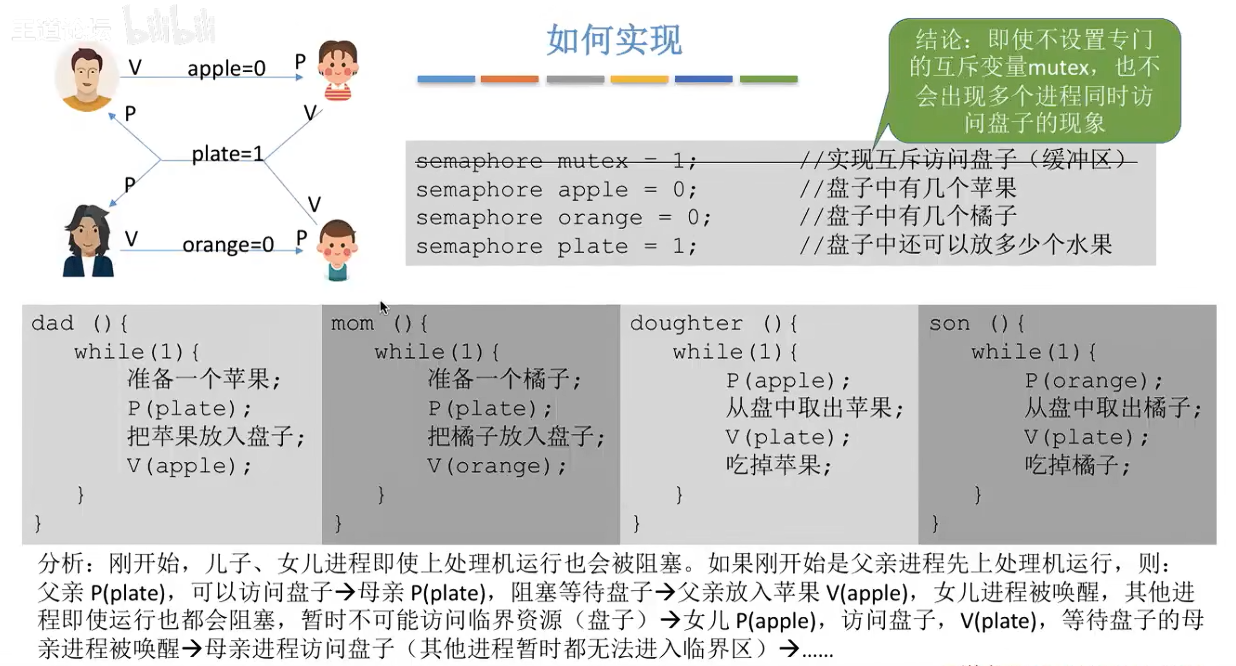 王道论坛 bilibili
如何实现
结论：即使不设置专门
的互斥变量mutex，也不
会出现多个进程同时访
问盘子的现象
V apple=0 P
P V
plate=1
P V
V orange=0 P
semaphore mutex = 1; //实现互斥访问盘子（缓冲区）
semaphore apple = 0; //盘子中有几个苹果
semaphore orange = 0; //盘子中有几个橘子
semaphore plate = 1; //盘子中还可以放多少个水果
dad (){
while(1){
准备一个苹果;
P(plate);
把苹果放入盘子;
V(apple);
}
}
mom (){
while(1){
准备一个橘子;
P(plate);
把橘子放入盘子;
V(orange);
}
}
doughter (){
while(1){
P(apple);
从盘中取出苹果;
V(plate);
吃掉苹果;
}
}
son (){
while(1){
P(orange);
从盘中取出橘子;
V(plate);
吃掉橘子;
}
}
分析：刚开始，儿子、女儿进程即使上处理机运行也会被阻塞。如果刚开始是父亲进程先上处理机运行，则：
父亲 P(plate)，可以访问盘子→母亲 P(plate)，阻塞等待盘子→父亲放入苹果 V(apple)，女儿进程被唤醒，其他进
程即使运行也都会阻塞，暂时不可能访问临界资源（盘子）→女儿 P(apple)，访问盘子，V(plate)，等待盘子的母
亲进程被唤醒→母亲进程访问盘子（其他进程暂时都无法进入临界区）→......